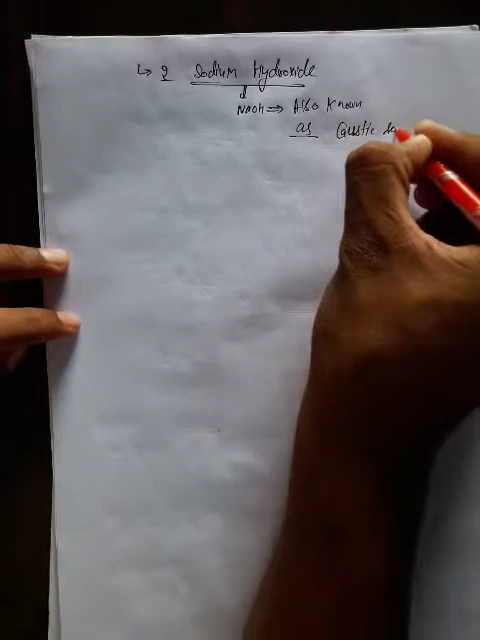 ↳ 2 Sodium Hydroxide
⇓
NaOH ⇒ Also Known
as Caustic